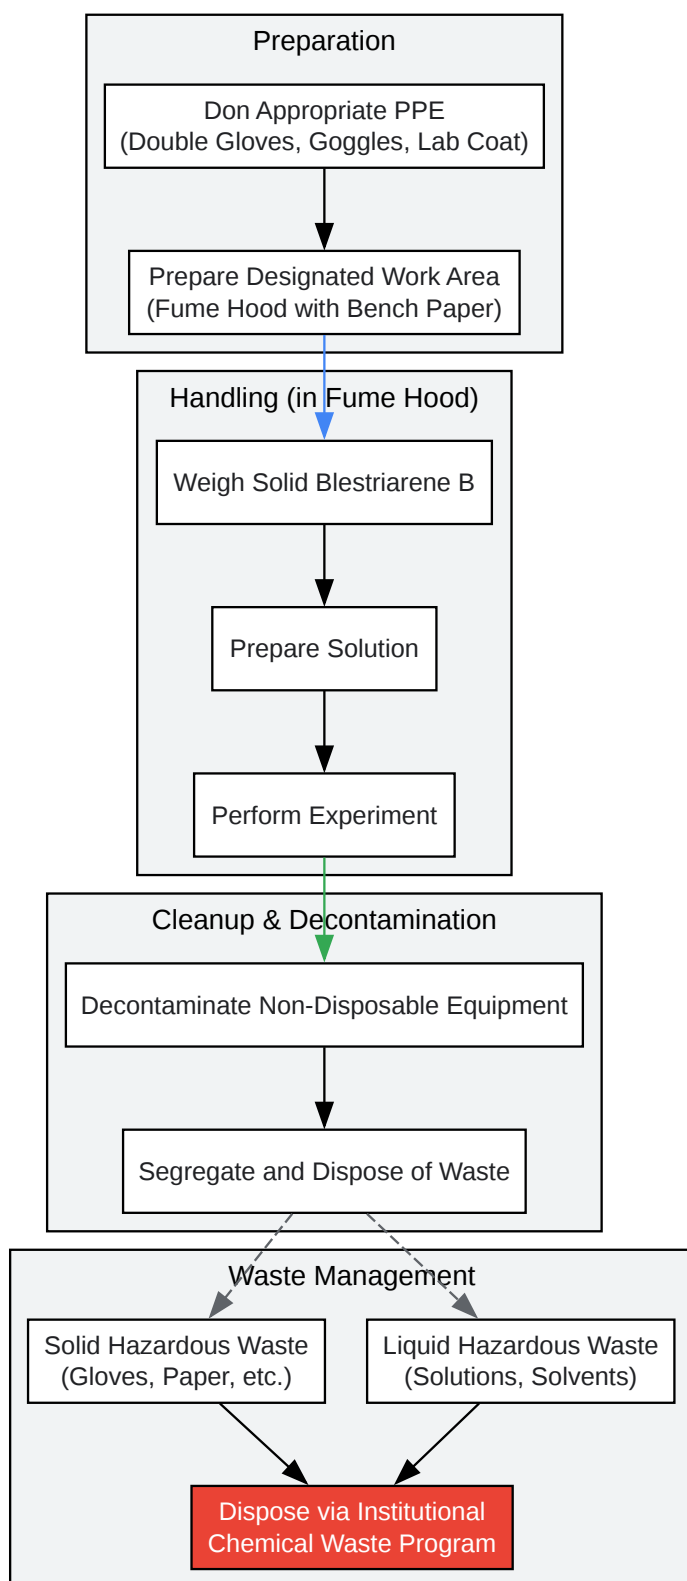 Preparation
Don Appropriate PPE
(Double Gloves, Goggles, Lab Coat)
Prepare Designated Work Area
(Fume Hood with Bench Paper)
Handling (in Fume Hood)
Weigh Solid Blestriarene B
Prepare Solution
Perform Experiment
Cleanup & Decontamination
Decontaminate Non-Disposable Equipment
Segregate and Dispose of Waste
Waste Management
Solid Hazardous Waste
(Gloves, Paper, etc.)
Liquid Hazardous Waste
(Solutions, Solvents)
Dispose via Institutional
Chemical Waste Program